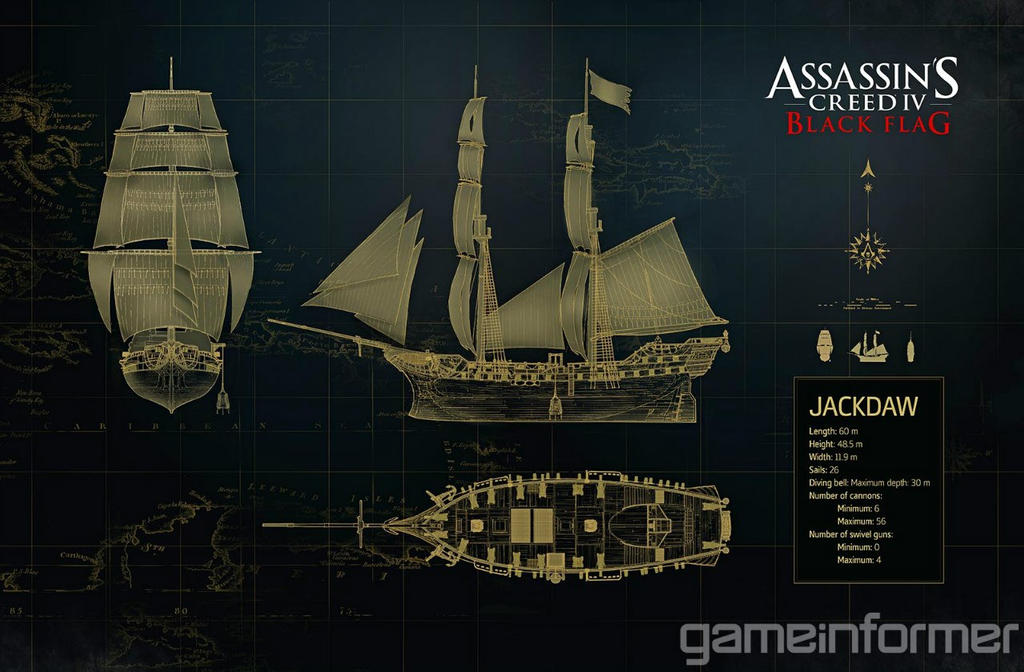 ASSASSIN'S
CREED IV
BLACK FLAG
JACKDAW
Length: 60 m
Height: 48.5 m
Width: 11.9 m
Sails: 26
Diving bell: Maximum depth: 30 m
Number of cannons:
Minimum: 6
Maximum: 56
Number of swivel guns:
Minimum: 0
Maximum: 4
CARIBBEAN SEA
LEEWARD ISLES
85
80
75
gameinformer